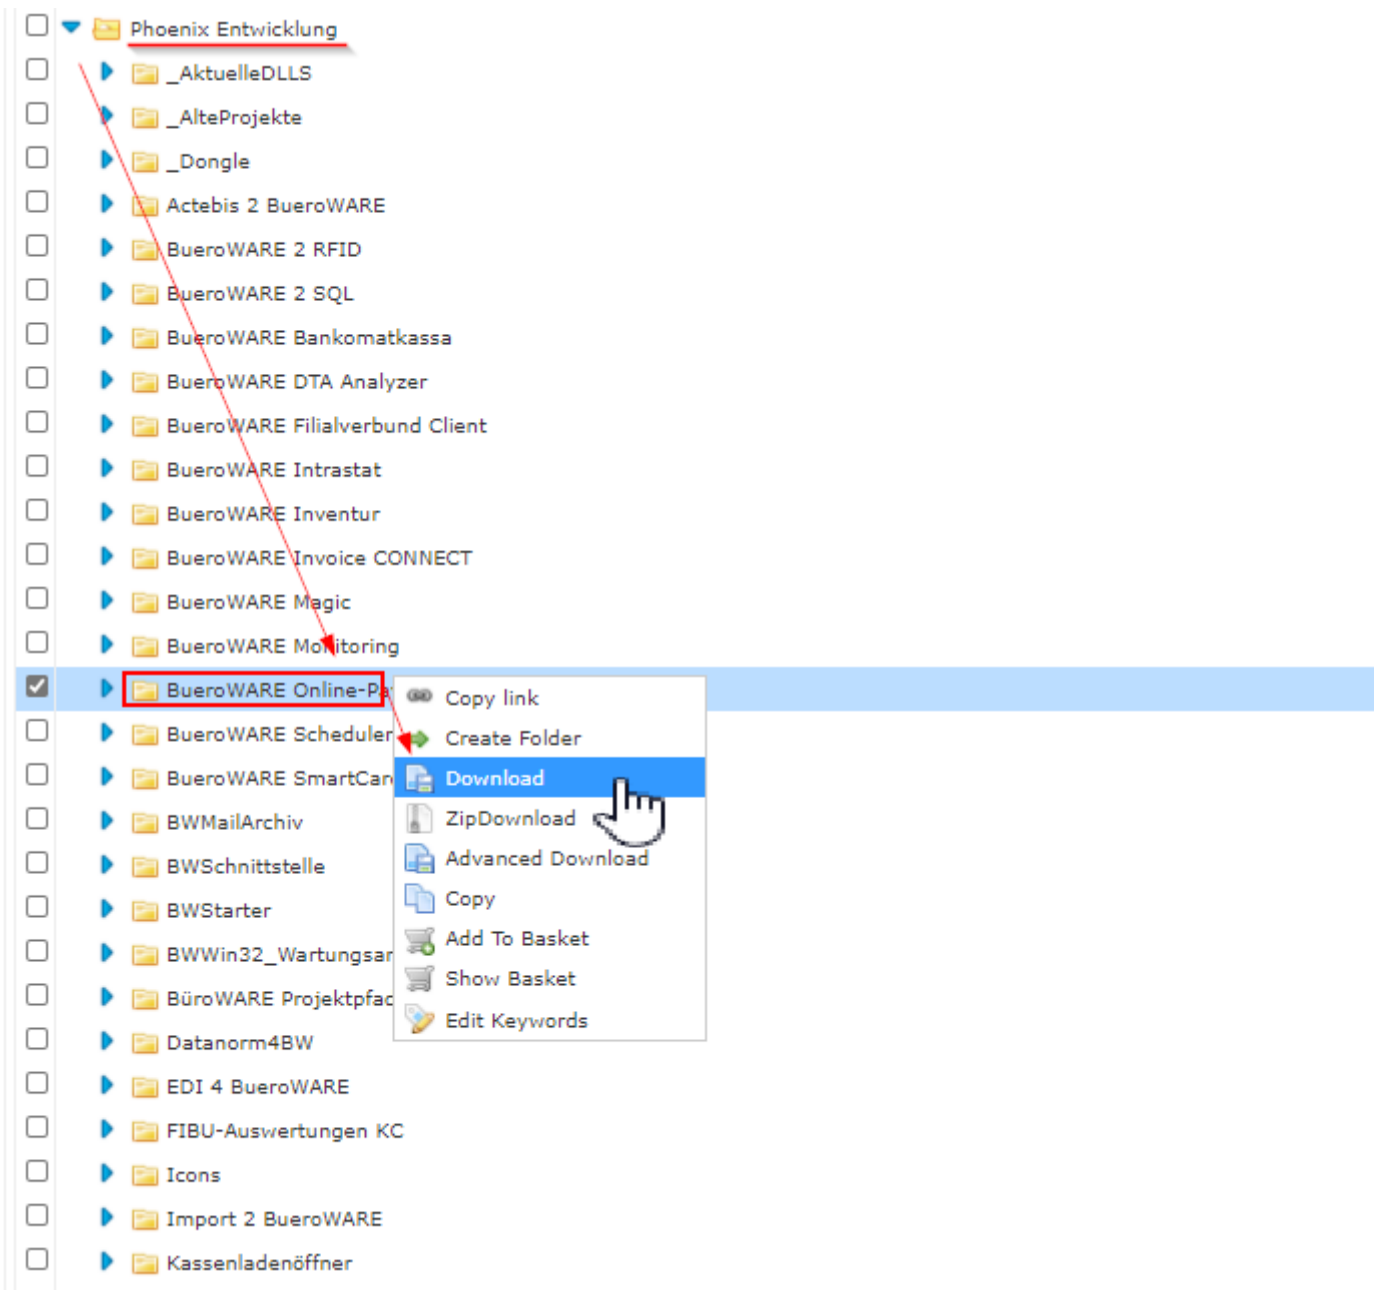 Phoenix Entwicklung
_AktuelleDLLS
_AlteProjekte
_Dongle
Actebis 2 BueroWARE
BueroWARE 2 RFID
BueroWARE 2 SQL
BueroWARE Bankomatkassa
BueroWARE DTA Analyzer
BueroWARE Filialverbund Client
BueroWARE Intrastat
BueroWARE Inventur
BueroWARE Invoice CONNECT
BueroWARE Magic
BueroWARE Monitoring
BueroWARE Online-Pa
BueroWARE Scheduler
BueroWARE SmartCar
BWMailArchiv
BWSchnittstelle
BWStarter
BWWin32_Wartungsar
BüroWARE Projektpfad
Datanorm4BW
EDI 4 BueroWARE
FIBU-Auswertungen KC
Icons
Import 2 BueroWARE
Kassenladenöffner
Copy link
Create Folder
Download
ZipDownload
Advanced Download
Copy
Add To Basket
Show Basket
Edit Keywords